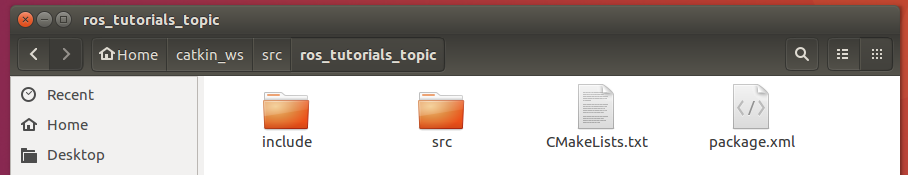 ros_tutorials_topic
Home catkin_ws src ros_tutorials_topic
Recent
Home
Desktop
include src CMakeLists.txt package.xml